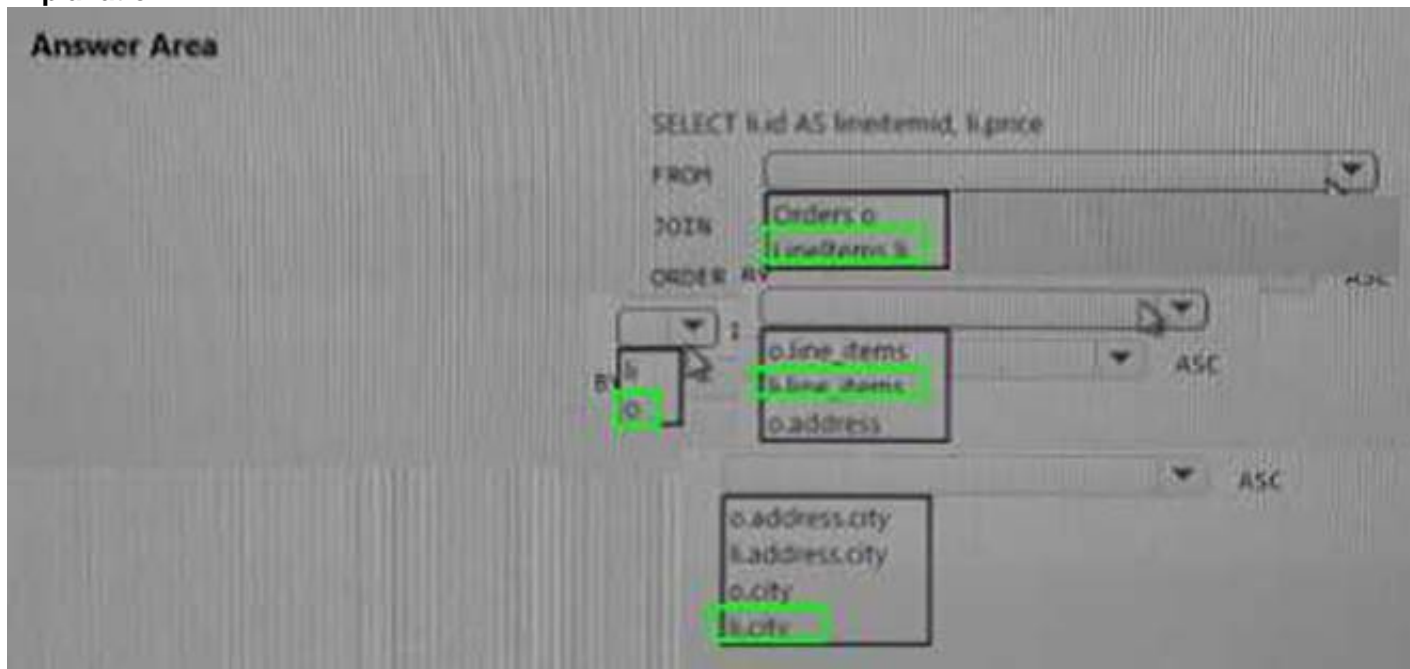 Answer Area
SELECT li.id AS lineitemid, li.price
FROM
JOIN
Orders o
LineItems li
ORDER BY
ASC
li
o
o.line_items
li.line_items
o.address
ASC
ASC
o.address.city
li.address.city
o.city
li.city